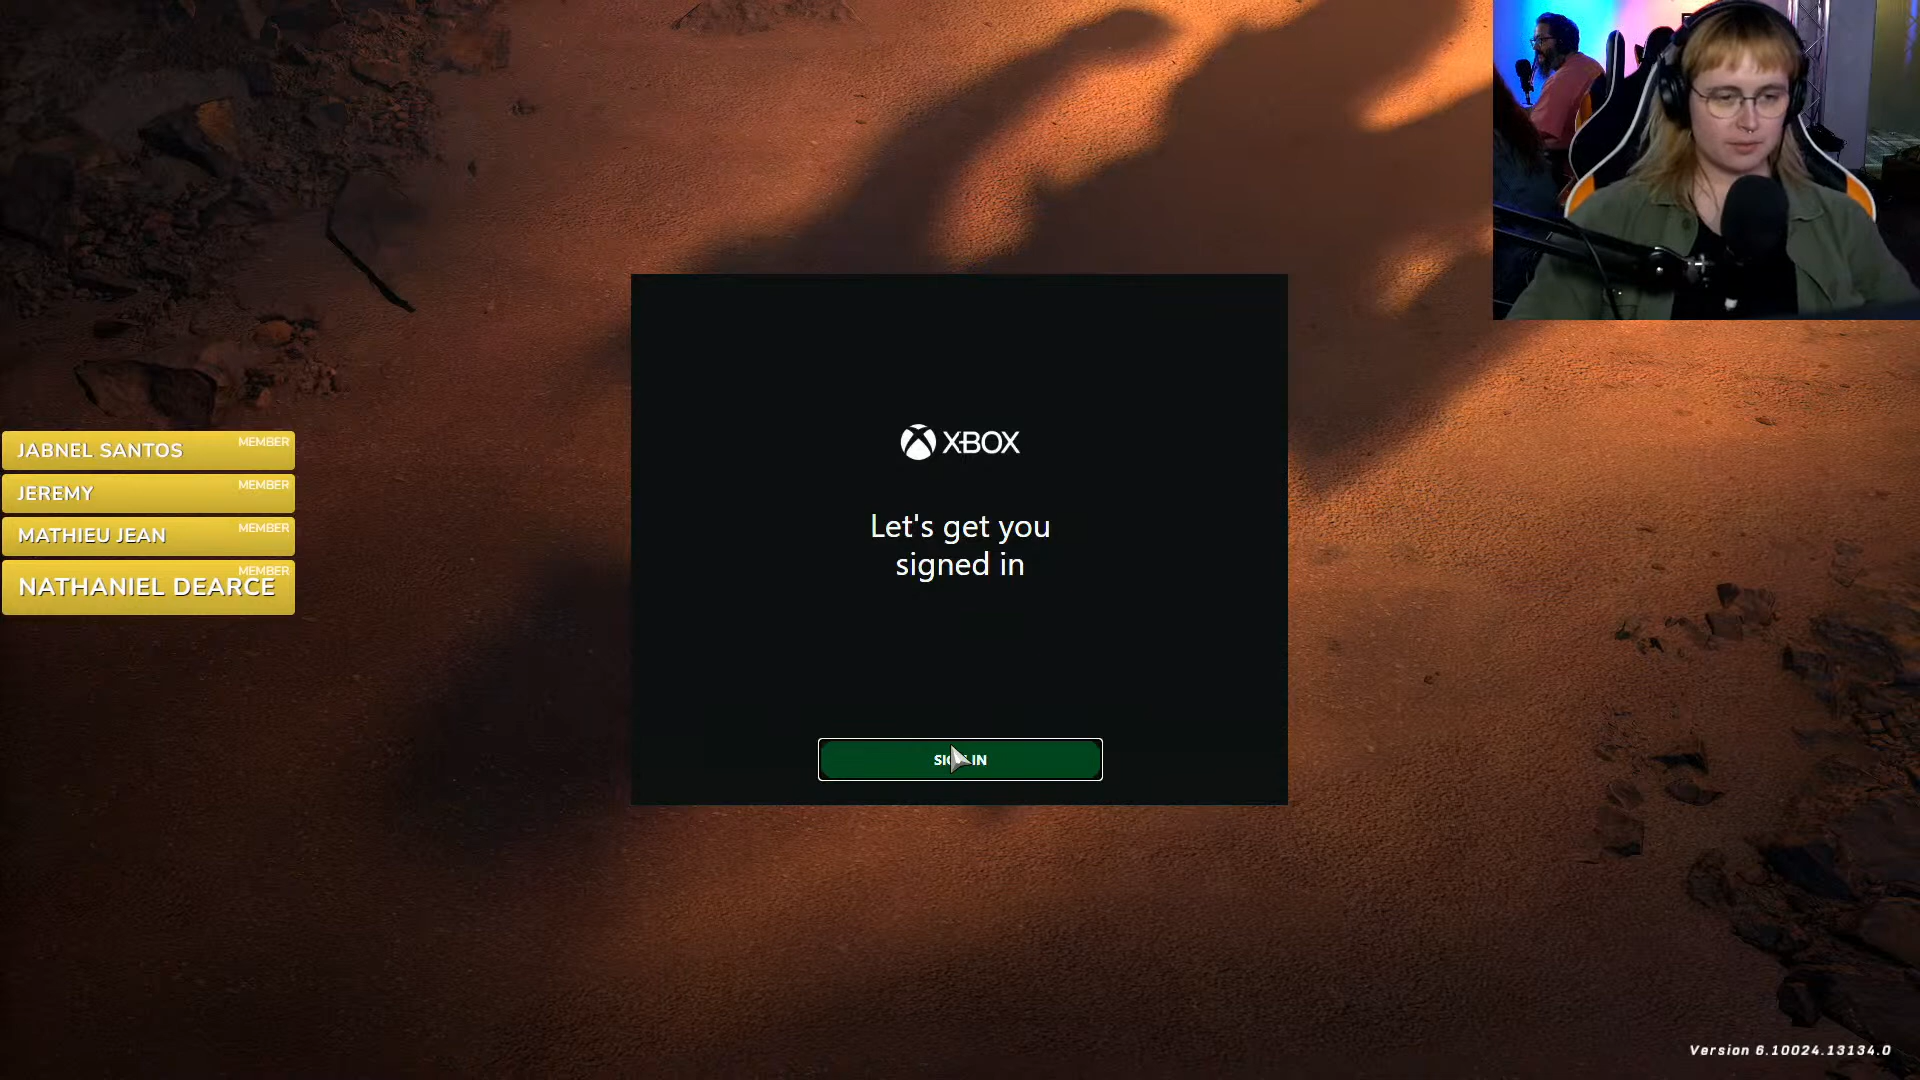 JABNEL SANTOS
MEMBER
JEREMY
MEMBER
MATHIEU JEAN
MEMBER
NATHANIEL DEARCE
MEMBER
XBOX
Let's get you
signed in
Version 6.10024.13134.0